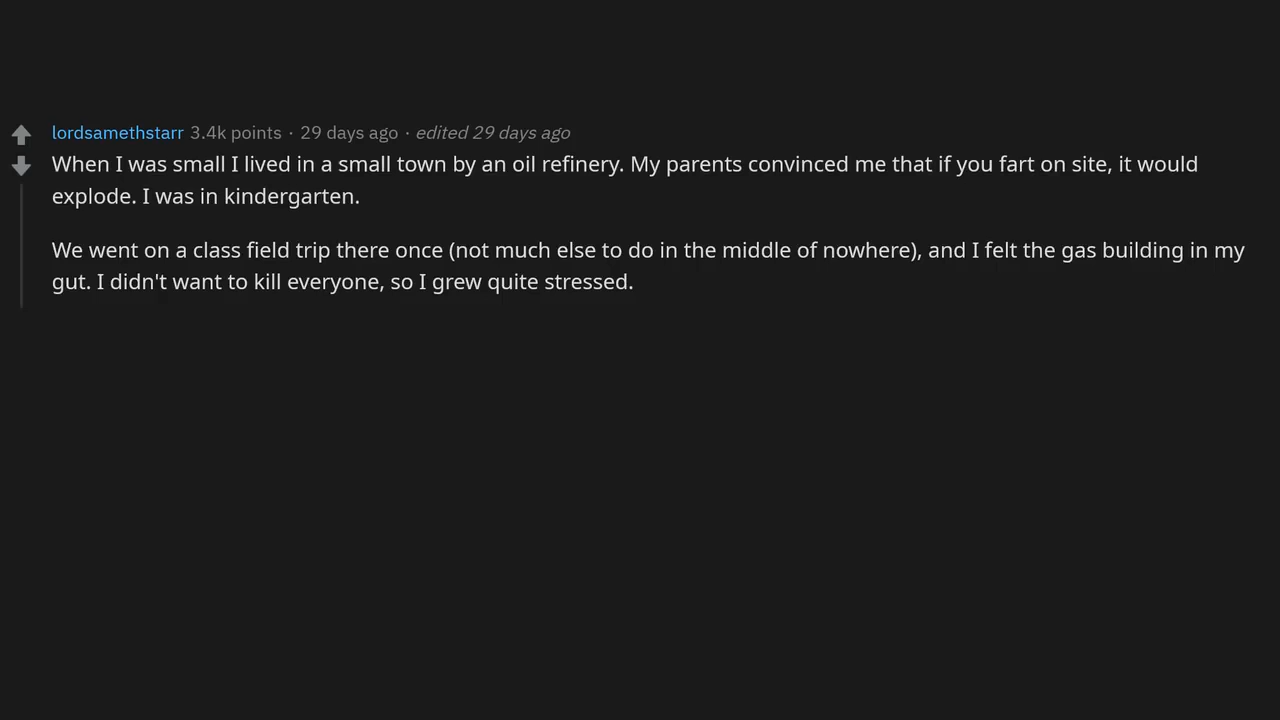 lordsamethstarr 3.4k points · 29 days ago · edited 29 days ago
When I was small I lived in a small town by an oil refinery. My parents convinced me that if you fart on site, it would
explode. I was in kindergarten.
We went on a class field trip there once (not much else to do in the middle of nowhere), and I felt the gas building in my
gut. I didn't want to kill everyone, so I grew quite stressed.